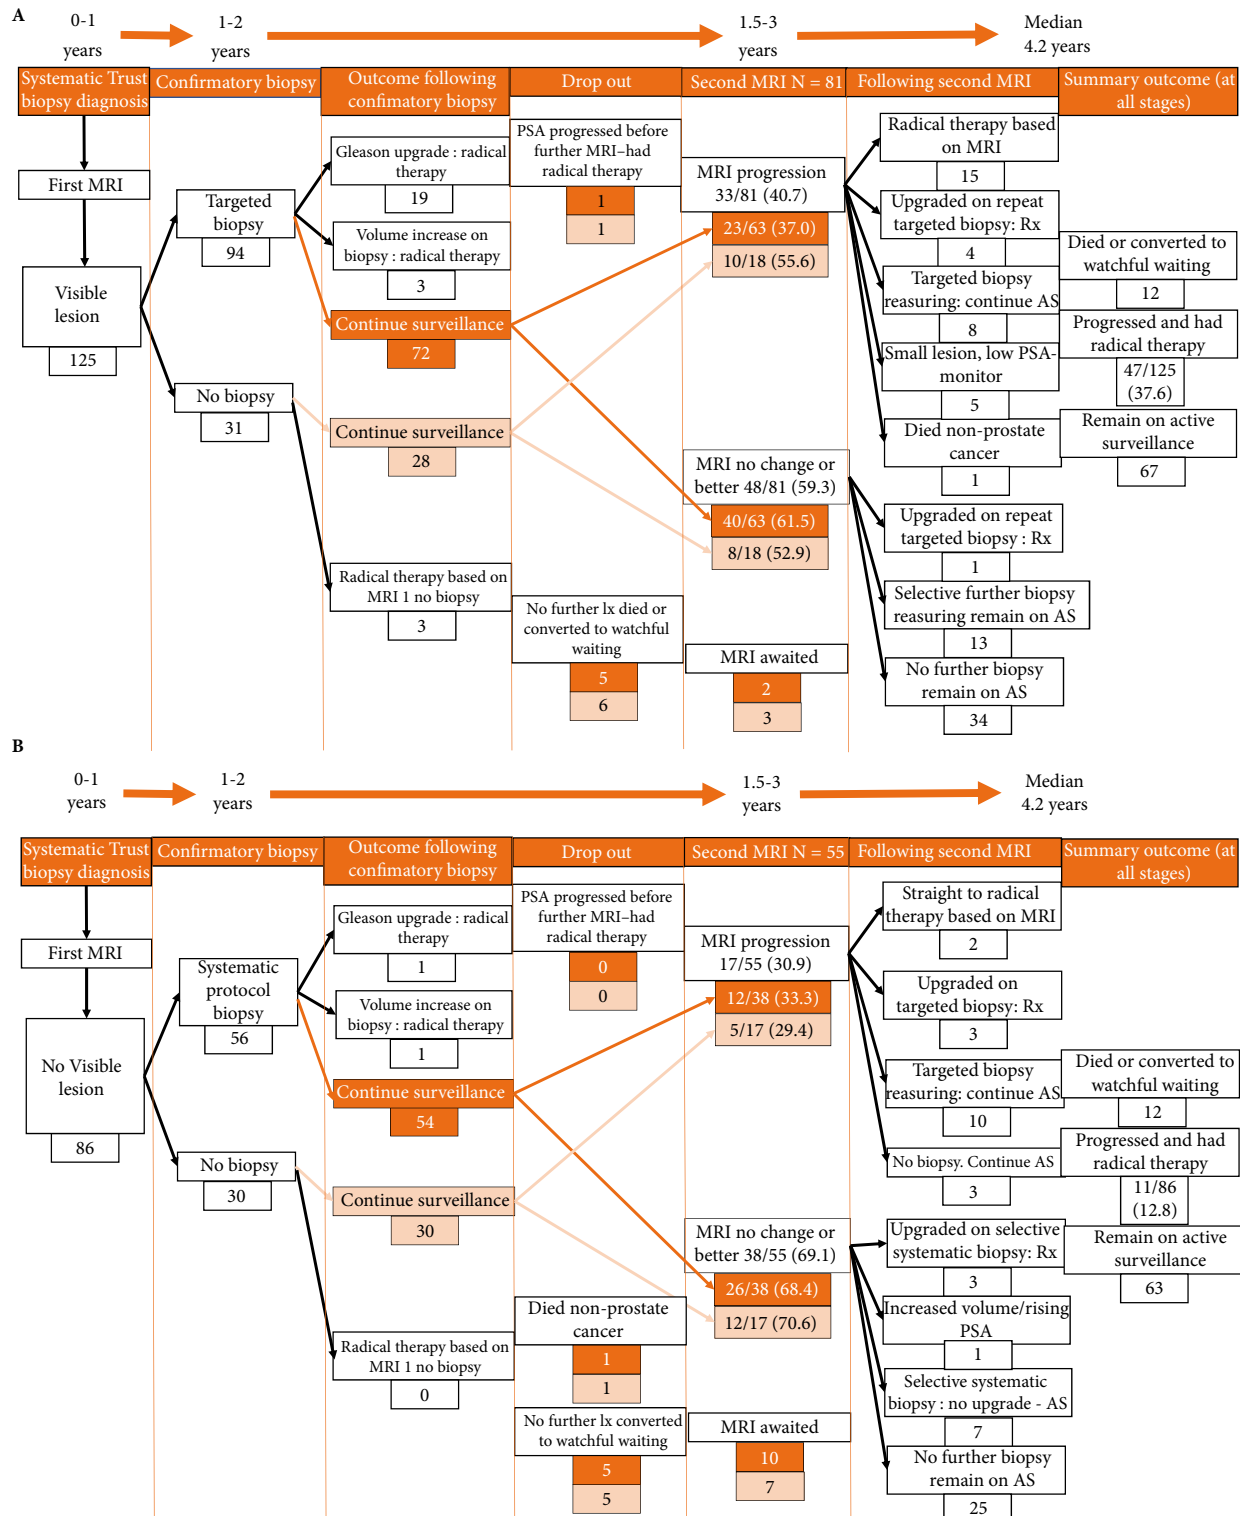 A
0-1
years
1-2
years
1.5-3
years
Median
4.2 years
Systematic Trust
biopsy diagnosis
Confirmatory biopsy
Outcome following
confimatory biopsy
Drop out
Second MRI N = 81
Following second MRI
Summary outcome (at
all stages)
First MRI
Visible
lesion
125
Targeted
biopsy
94
No biopsy
31
Gleason upgrade : radical
therapy
19
Volume increase on
biopsy : radical therapy
3
Continue surveillance
72
Continue surveillance
28
Radical therapy based on
MRI 1 no biopsy
3
PSA progressed before
further MRI–had
radical therapy
1
1
No further lx died or
converted to watchful
waiting
5
6
MRI progression
33/81 (40.7)
23/63 (37.0)
10/18 (55.6)
MRI no change or
better 48/81 (59.3)
40/63 (61.5)
8/18 (52.9)
MRI awaited
2
3
Radical therapy based
on MRI
15
Upgraded on repeat
targeted biopsy: Rx
4
Targeted biopsy
reasuring: continue AS
8
Small lesion, low PSA-
monitor
5
Died non-prostate
cancer
1
Upgraded on repeat
targeted biopsy : Rx
1
Selective further biopsy
reasuring remain on AS
13
No further biopsy
remain on AS
34
Died or converted to
watchful waiting
12
Progressed and had
radical therapy
47/125
(37.6)
Remain on active
surveillance
67
B
0-1
years
1-2
years
1.5-3
years
Median
4.2 years
Systematic Trust
biopsy diagnosis
Confirmatory biopsy
Outcome following
confimatory biopsy
Drop out
Second MRI N = 55
Following second MRI
Summary outcome (at
all stages)
First MRI
No Visible
lesion
86
Systematic
protocol
biopsy
56
No biopsy
30
Gleason upgrade : radical
therapy
1
Volume increase on
biopsy : radical therapy
1
Continue surveillance
54
Continue surveillance
30
Radical therapy based on
MRI 1 no biopsy
0
PSA progressed before
further MRI–had
radical therapy
0
0
Died non-prostate
cancer
1
1
No further lx converted
to watchful waiting
5
5
MRI progression
17/55 (30.9)
12/38 (33.3)
5/17 (29.4)
MRI no change or
better 38/55 (69.1)
26/38 (68.4)
12/17 (70.6)
MRI awaited
10
7
Straight to radical
therapy based on MRI
2
Upgraded on
targeted biopsy: Rx
3
Targeted biopsy
reasuring: continue AS
10
No biopsy. Continue AS
3
Upgraded on selective
systematic biopsy: Rx
3
Increased volume/rising
PSA
1
Selective systematic
biopsy : no upgrade - AS
7
No further biopsy
remain on AS
25
Died or converted to
watchful waiting
12
Progressed and had
radical therapy
11/86
(12.8)
Remain on active
surveillance
63